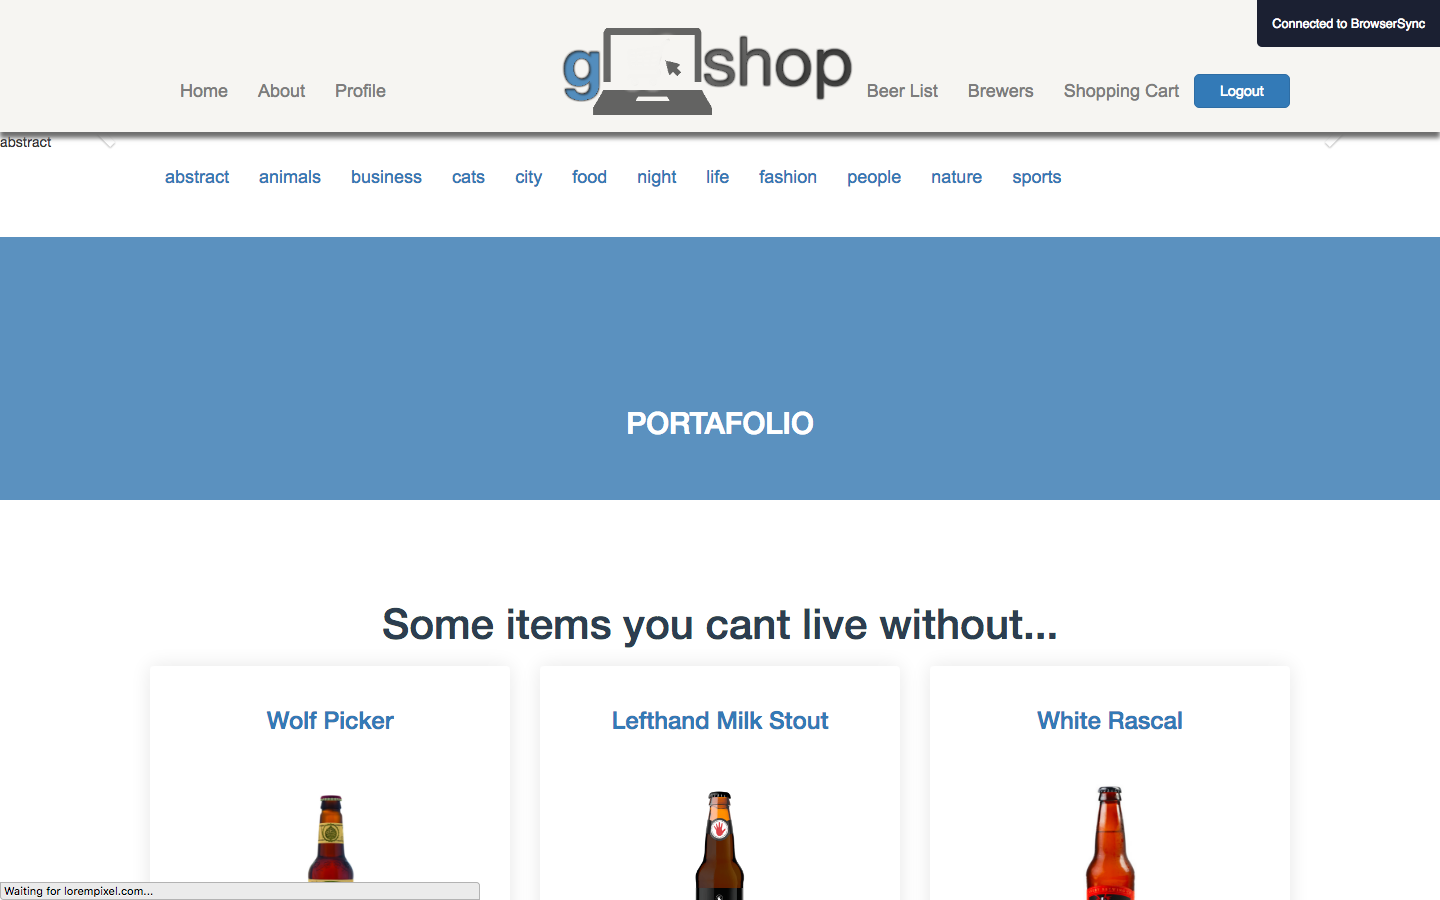 Connected to BrowserSync
g shop
Home About Profile Beer List Brewers Shopping Cart Logout
abstract
abstract animals business cats city food night life fashion people nature sports
PORTAFOLIO
Some items you cant live without...
Wolf Picker Lefthand Milk Stout White Rascal
Waiting for lorempixel.com...